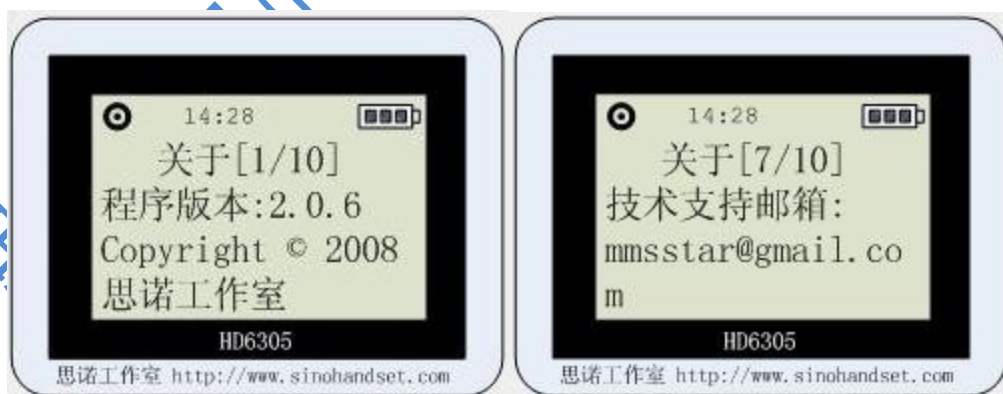 14:28
关于[1/10]
程序版本:2.0.6
Copyright © 2008
思诺工作室
HD6305
思诺工作室 http://www.sinohandset.com
14:28
关于[7/10]
技术支持邮箱:
mmsstar@gmail.co
m
HD6305
思诺工作室 http://www.sinohandset.com